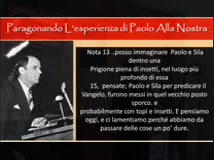 Paragonando L'esperienza di Paolo Alla Nostra
Nota 13 ..posso immaginare Paolo e Sila
dentro una
Prigione piena di insetti, nel luogo più
profondo di essa
15, pensate; Paolo e Sila per predicare il
Vangelo, furono messi in quel vecchio posto
sporco. e
probabilmente con topi e insetti. E pensiamo
oggi, e ci lamentiamo perché abbiamo da
passare delle cose un po' dure.